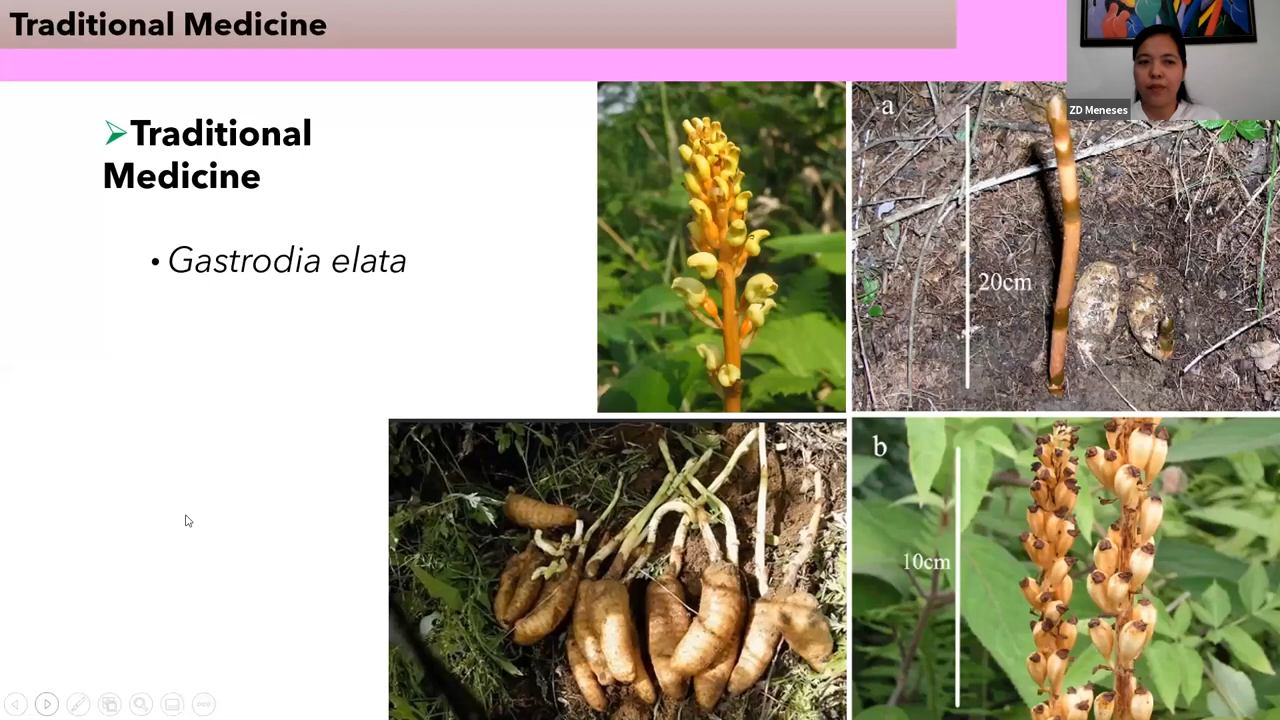 Traditional Medicine
ZD Meneses
➢Traditional
Medicine
• Gastrodia elata
a
20cm
b
10cm